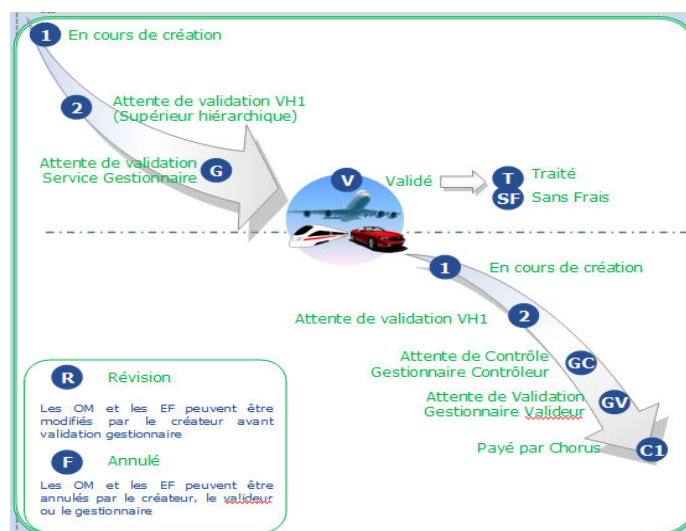 1 En cours de création
2 Attente de validation VH1
(Supérieur hiérarchique)
Attente de validation
Service Gestionnaire G
V Validé
T Traité
SF Sans Frais
1 En cours de création
Attente de validation VH1 2
Attente de Contrôle
Gestionnaire Contrôleur GC
Attente de Validation
Gestionnaire Valideur GV
Payé par Chorus C1
R Révision
Les OM et les EF peuvent être
modifiés par le créateur avant
validation gestionnaire
F Annulé
Les OM et les EF peuvent être
annulés par le créateur, le valideur
ou le gestionnaire